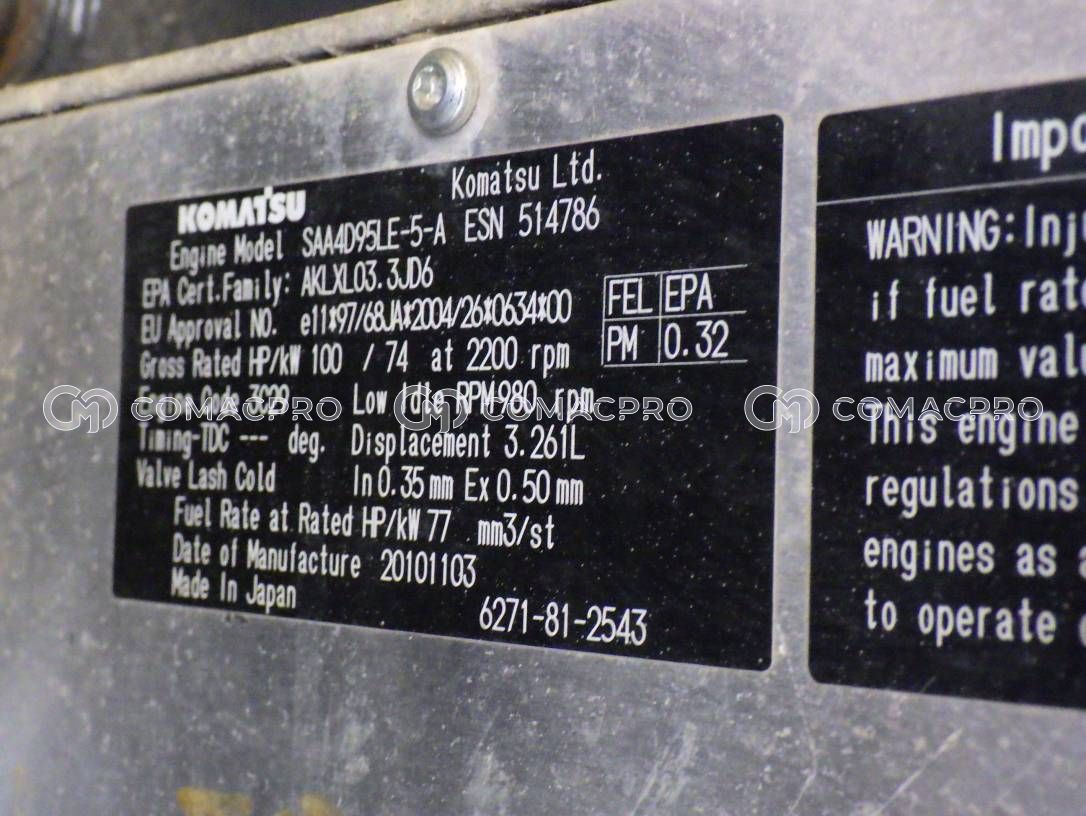 KOMATSU Komatsu Ltd.
Engine Model SAA4D95LE-5-A ESN 514786
EPA Cert.Family: AKLXL03.3JD6
EU Approval NO. e11*97/68JA*2004/26*0634*00
Gross Rated HP/kW 100 / 74 at 2200 rpm
FEL EPA
PM 0.32
Engine Code Low Idle RPM 980 rpm
Timing-TDC --- deg. Displacement 3.261L
Valve Lash Cold In 0.35 mm Ex 0.50 mm
Fuel Rate at Rated HP/kW 77 mm3/st
Date of Manufacture 20101103
Made In Japan
6271-81-2543
Impo
WARNING: Inj
if fuel rat
maximum valu
This engine
regulations
engines as
to operate
COMACPRO COMACPRO COMACPRO